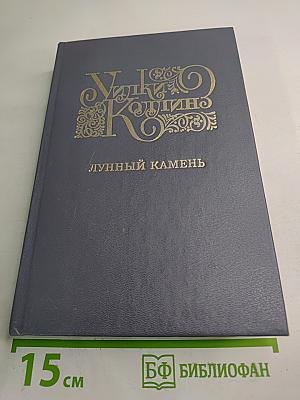 Уилки
Коллинз
ЛУННЫЙ КАМЕНЬ
15 см
БФ БИБЛИОФАН